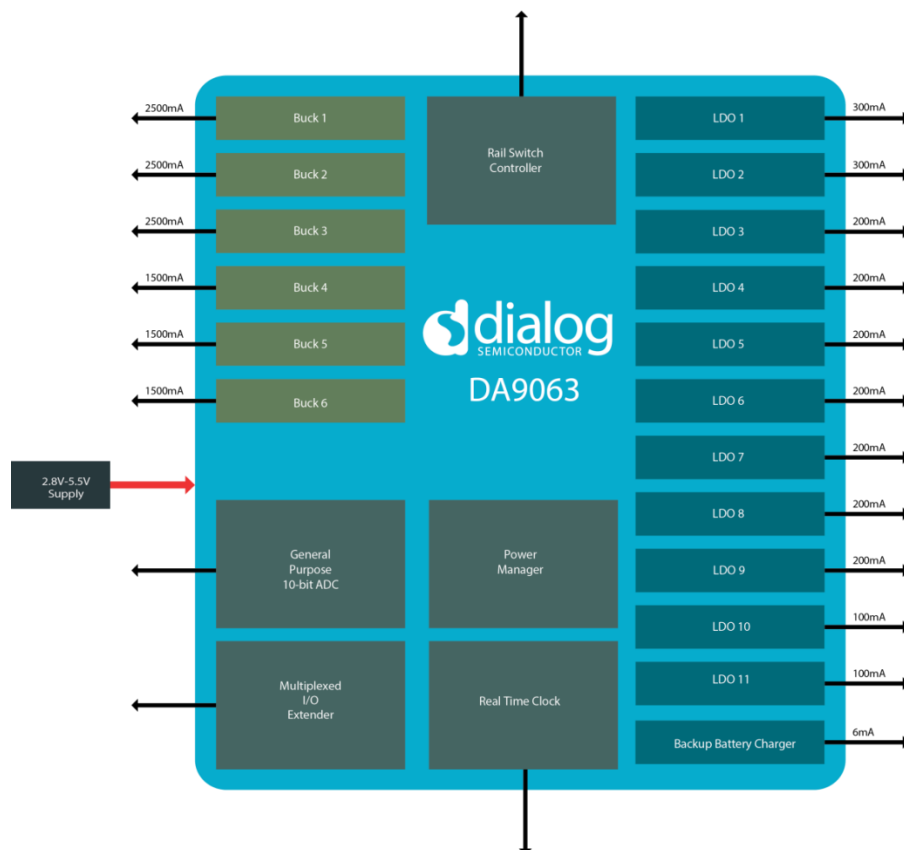 2500mA
Buck 1
2500mA
Buck 2
2500mA
Buck 3
1500mA
Buck 4
1500mA
Buck 5
1500mA
Buck 6
2.8V-5.5V
Supply
General
Purpose
10-bit ADC
Multiplexed
I/O
Extender
Rail Switch
Controller
dialog
SEMICONDUCTOR
DA9063
Power
Manager
Real Time Clock
LDO 1
300mA
LDO 2
300mA
LDO 3
200mA
LDO 4
200mA
LDO 5
200mA
LDO 6
200mA
LDO 7
200mA
LDO 8
200mA
LDO 9
200mA
LDO 10
100mA
LDO 11
100mA
Backup Battery Charger
6mA